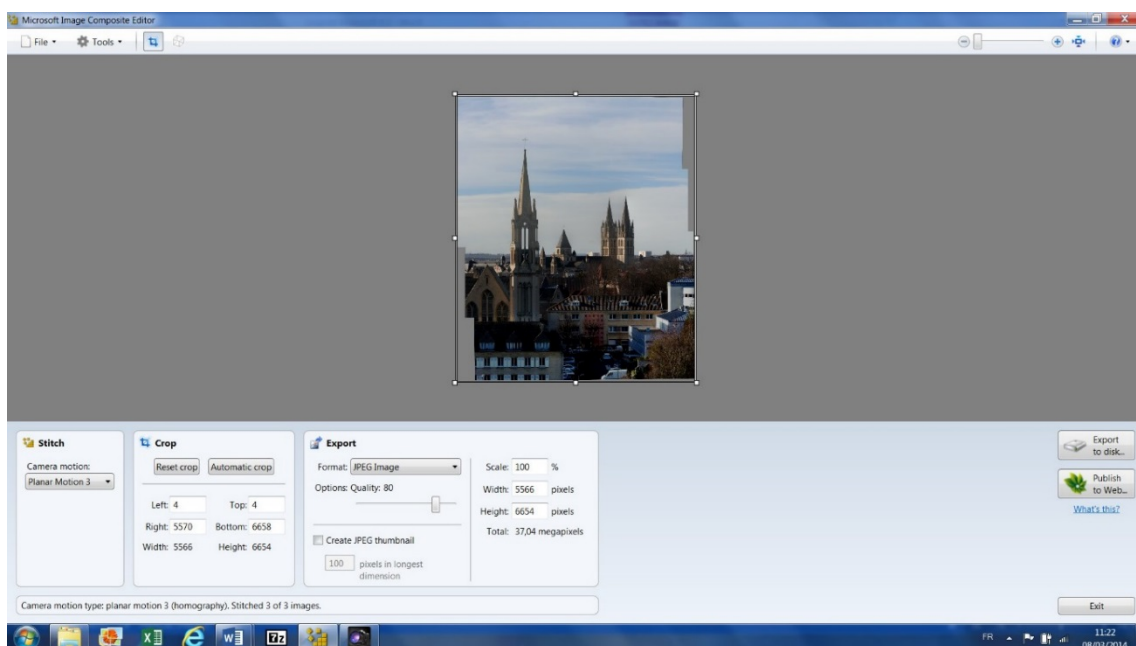 Microsoft Image Composite Editor
File Tools
Stitch
Camera motion:
Planar Motion 3
Crop
Reset crop Automatic crop
Left: 4 Top: 4
Right: 5570 Bottom: 6658
Width: 5566 Height: 6654
Export
Format: JPEG Image
Options: Quality: 80
Create JPEG thumbnail
100 pixels in longest
dimension
Scale: 100 %
Width: 5566 pixels
Height: 6654 pixels
Total: 37,04 megapixels
Export
to disk...
Publish
to Web...
What's this?
Camera motion type: planar motion 3 (homography). Stitched 3 of 3 images.
Exit
7z
FR 11:22
08/03/2014